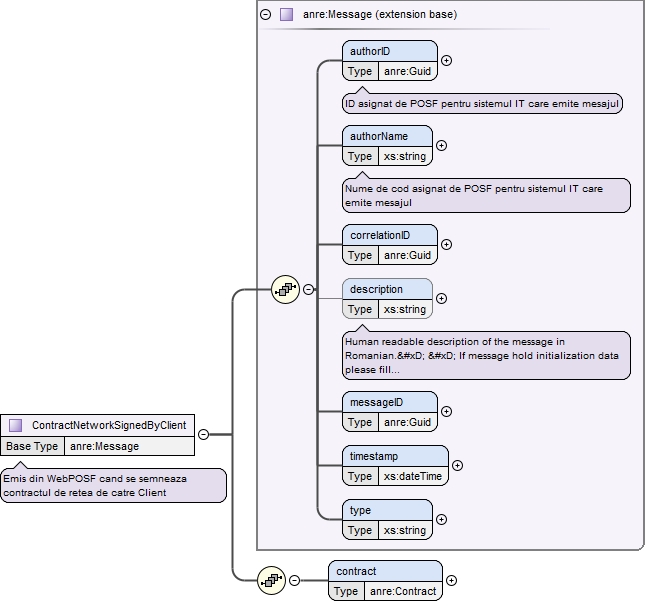 anre:Message (extension base)
authorID
Type anre:Guid
ID asignat de POSF pentru sistemul IT care emite mesajul
authorName
Type xs:string
Nume de cod asignat de POSF pentru sistemul IT care
emite mesajul
correlationID
Type anre:Guid
description
Type xs:string
Human readable description of the message in
Romanian.&#xD; &#xD; If message hold initialization data
please fill...
messageID
Type anre:Guid
timestamp
Type xs:dateTime
type
Type xs:string
ContractNetworkSignedByClient
Base Type anre:Message
Emis din WebPOSF cand se semneaza
contractul de retea de catre Client
contract
Type anre:Contract